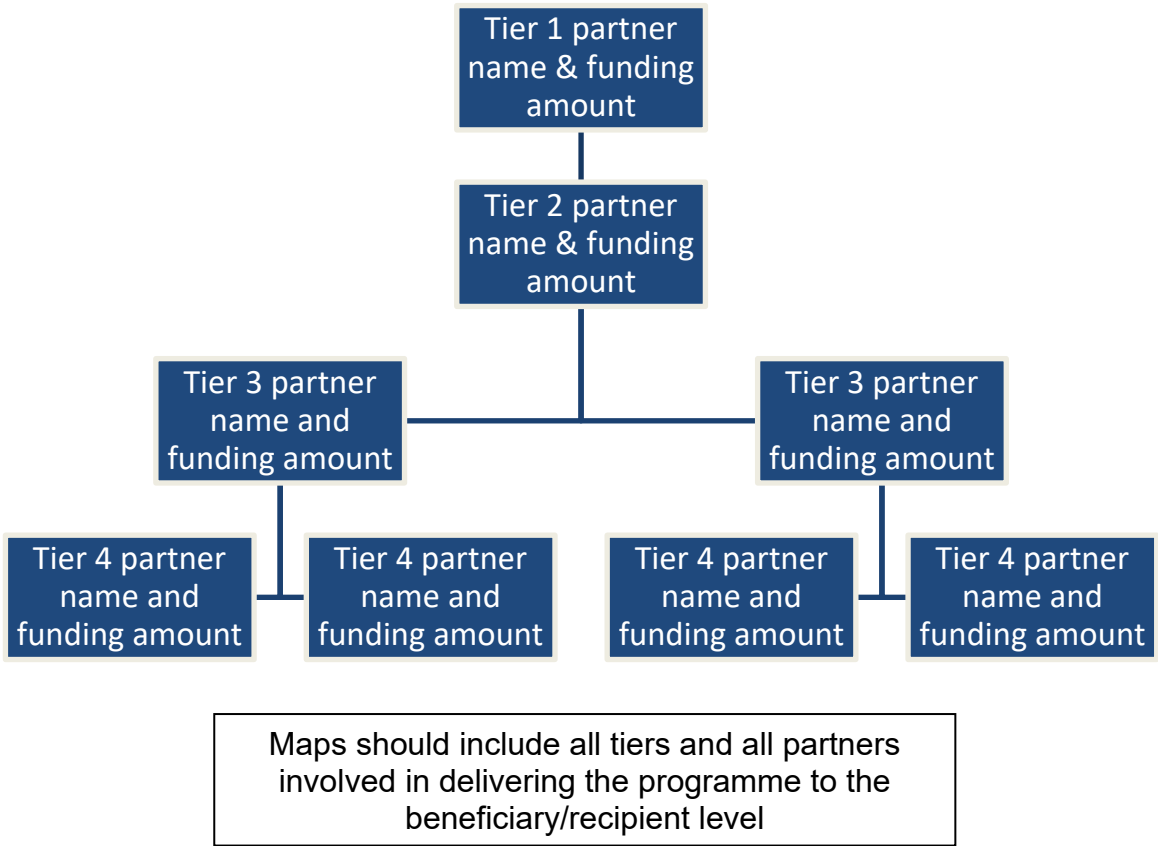 Tier 1 partner
name & funding
amount
Tier 2 partner
name & funding
amount
Tier 3 partner
name and
funding amount
Tier 3 partner
name and
funding amount
Tier 4 partner
name and
funding amount
Tier 4 partner
name and
funding amount
Tier 4 partner
name and
funding amount
Tier 4 partner
name and
funding amount
Maps should include all tiers and all partners
involved in delivering the programme to the
beneficiary/recipient level